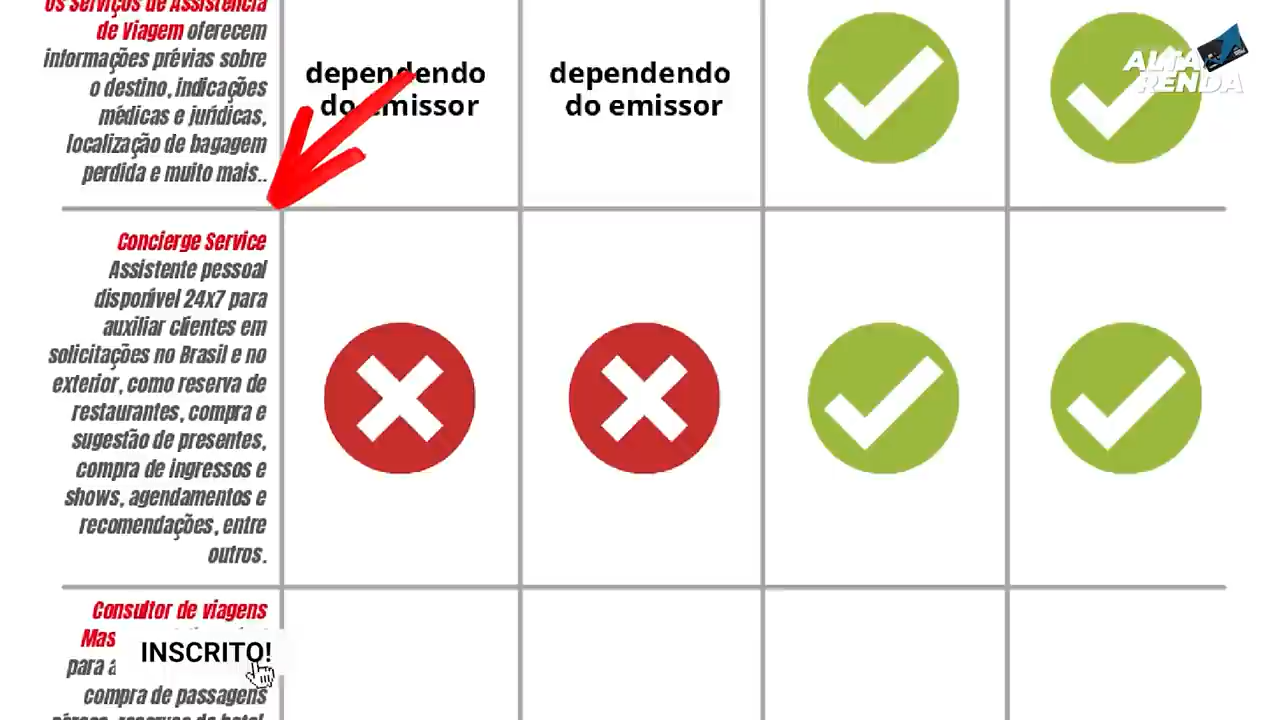 os Serviços de Assistência
de Viagem oferecem
informações prévias sobre
o destino, indicações
médicas e jurídicas,
localização de bagagem
perdida e muito mais..
dependendo
do emissor
dependendo
do emissor
ALTA
RENDA
Concierge Service
Assistente pessoal
disponível 24x7 para
auxiliar clientes em
solicitações no Brasil e no
exterior, como reserva de
restaurantes, compra e
sugestão de presentes,
compra de ingressos e
shows, agendamentos e
recomendações, entre
outros.
Consultor de viagens
Mas
para a
INSCRITO!
compra de passagens